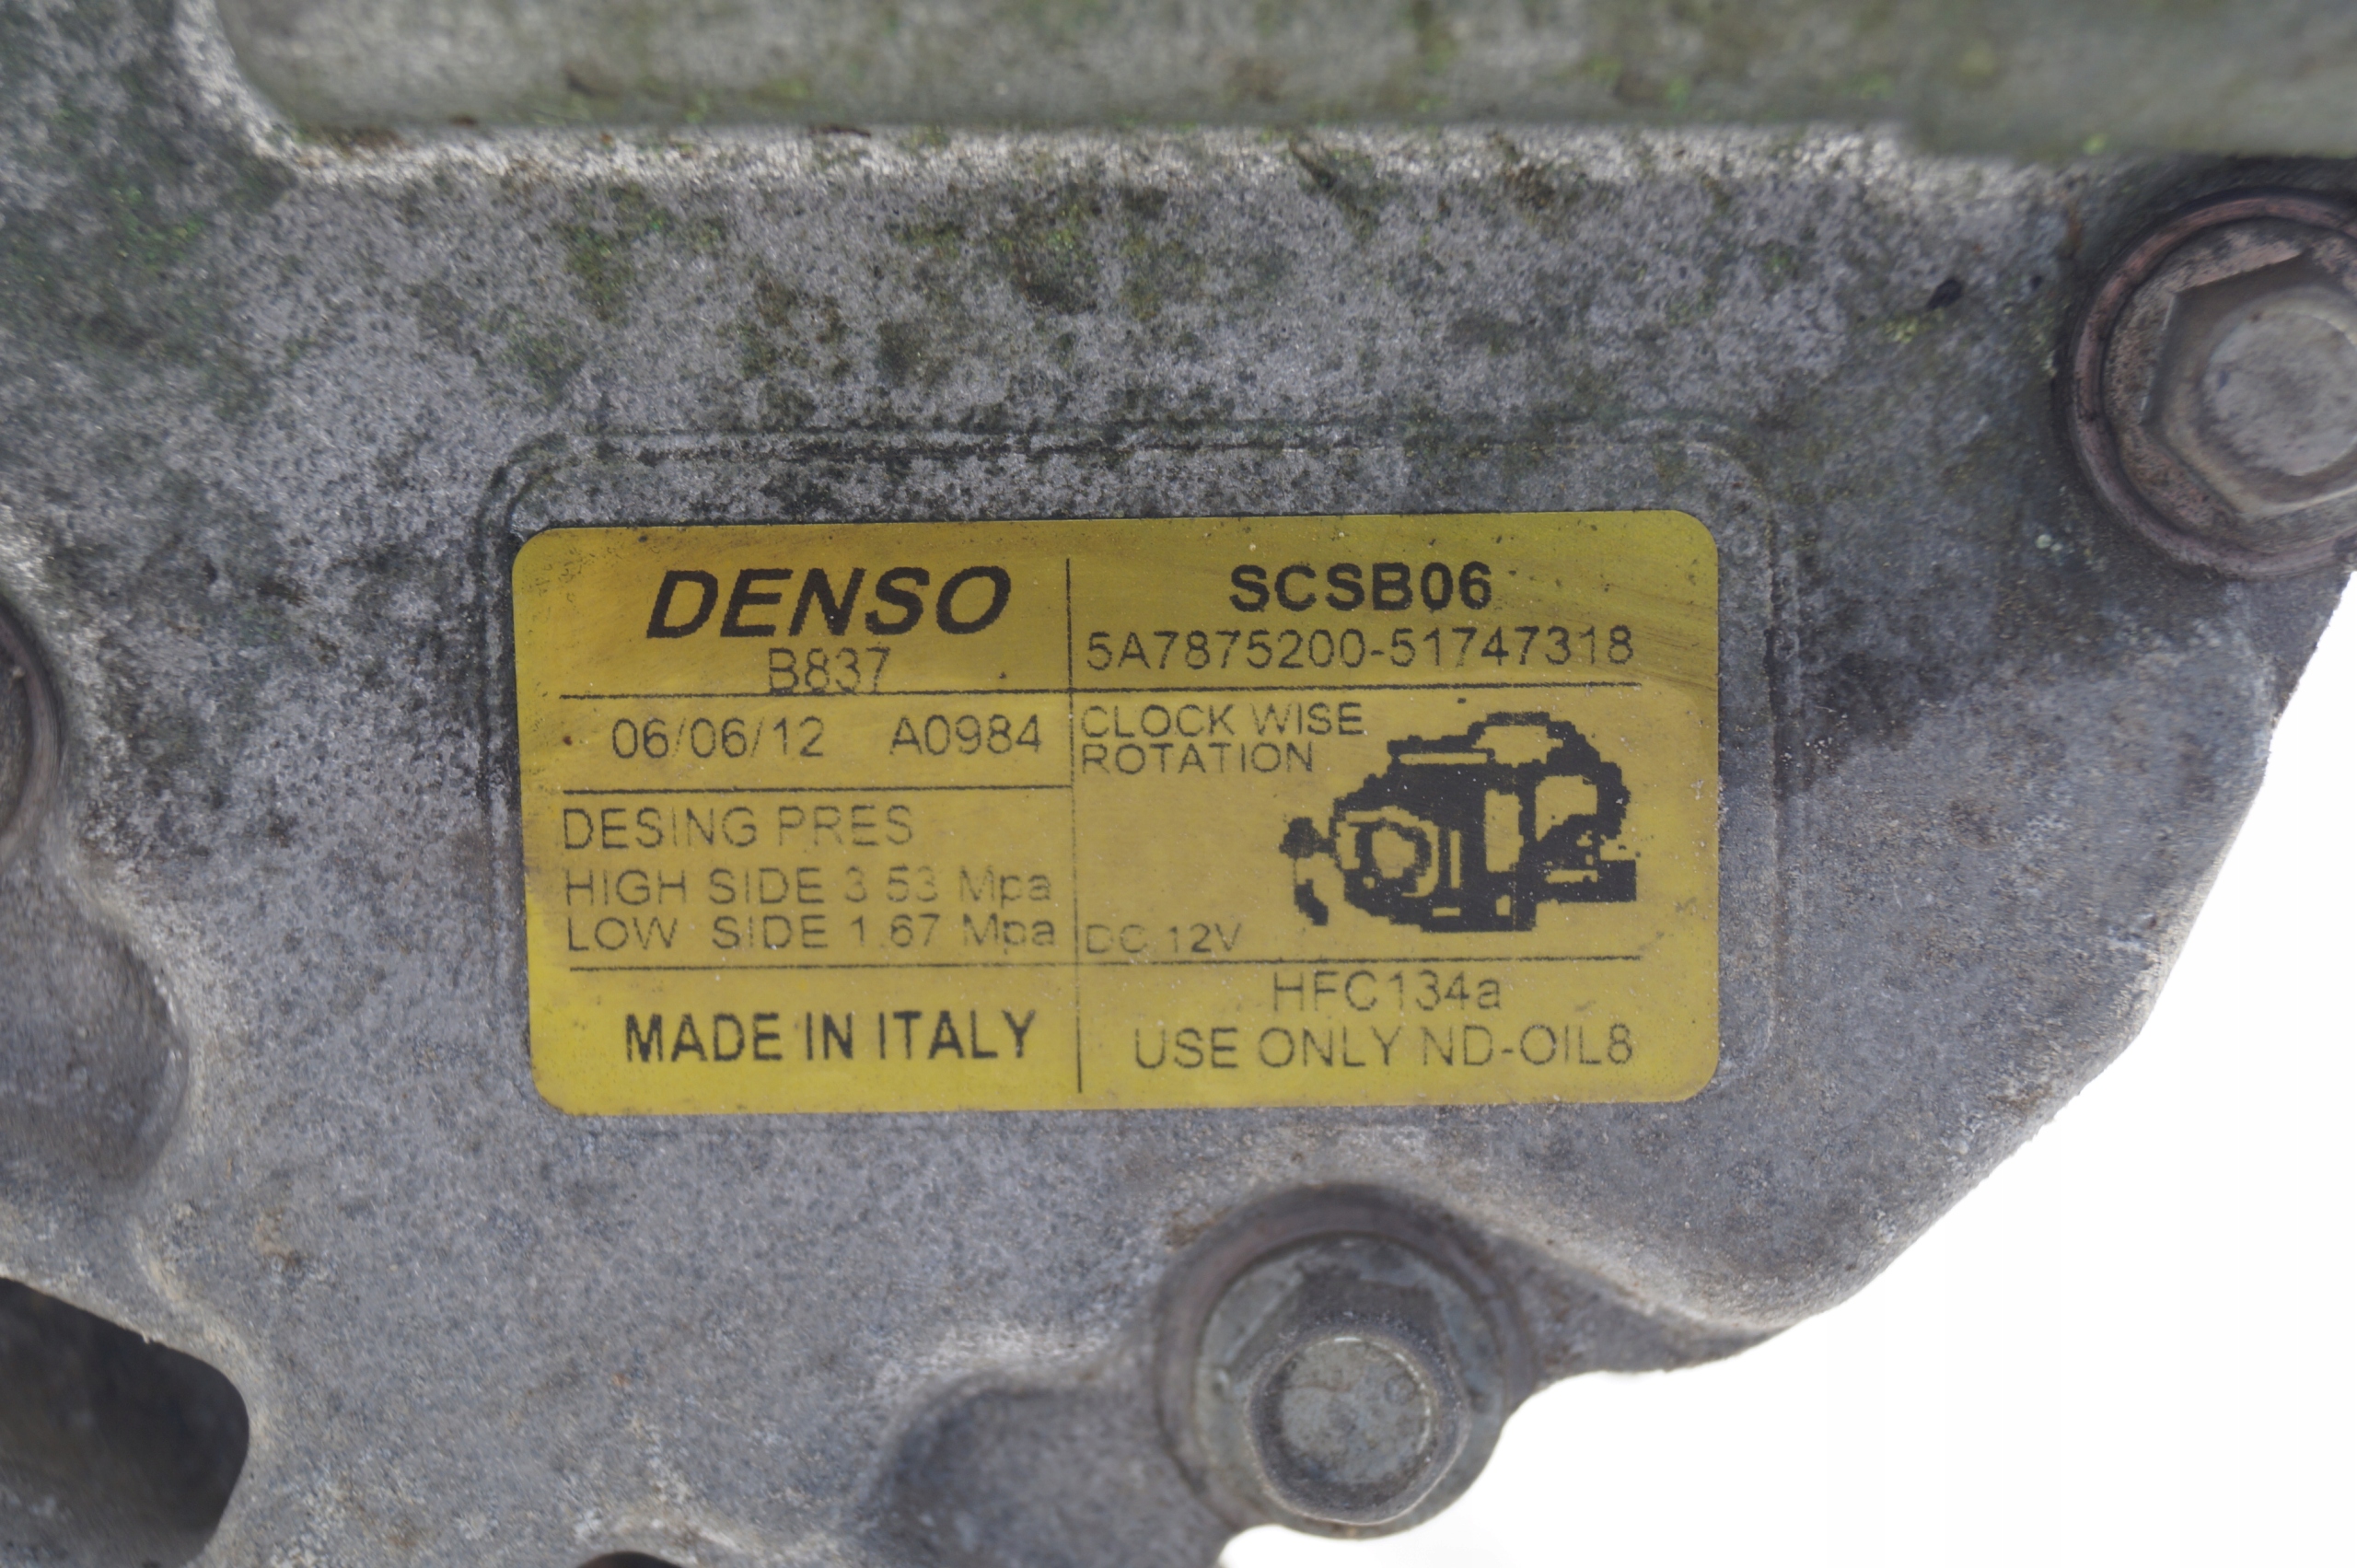 DENSO
B837
SCSB06
5A7875200-51747318
06/06/12 A0984
CLOCK WISE
ROTATION
DESING PRES
HIGH SIDE 3.53 Mpa
LOW SIDE 1.67 Mpa
DC 12V
MADE IN ITALY
HFC134a
USE ONLY ND-OIL8